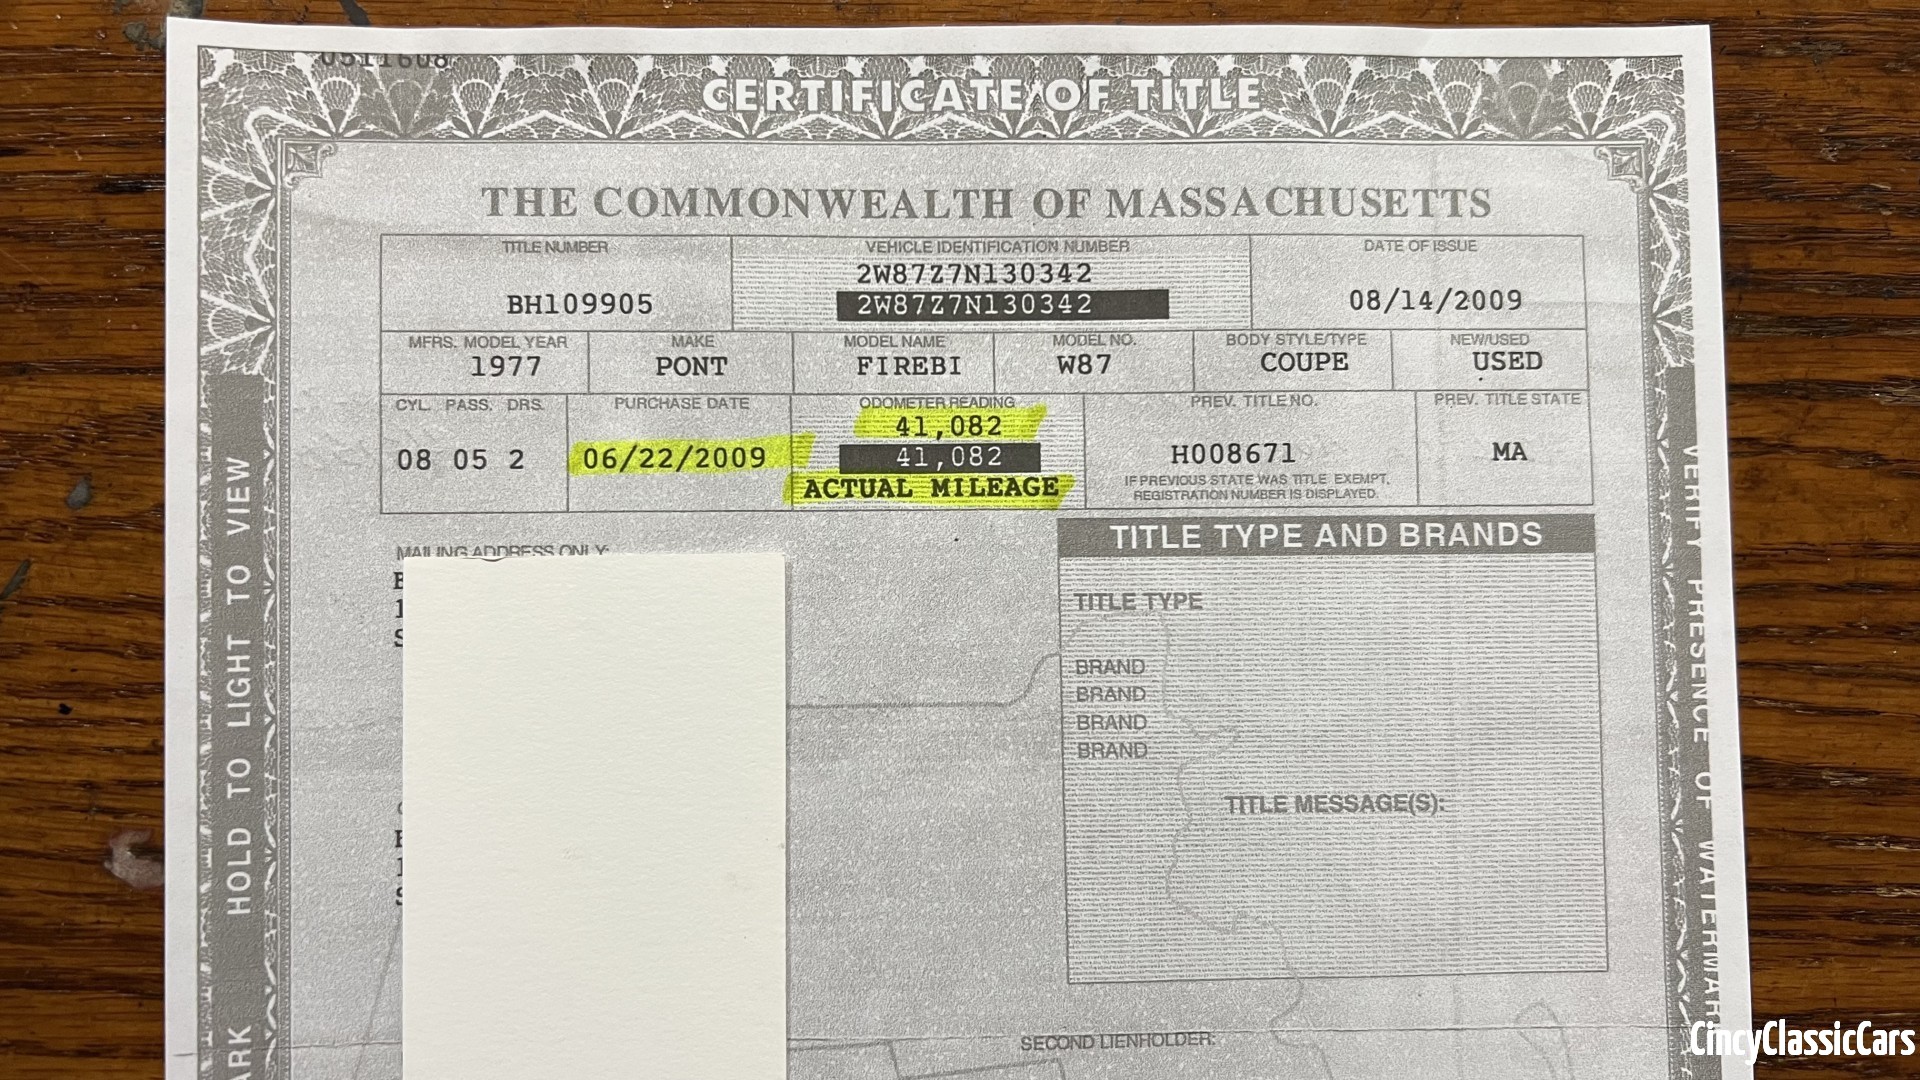 0511608
CERTIFICATE OF TITLE
THE COMMONWEALTH OF MASSACHUSETTS
TITLE NUMBER VEHICLE IDENTIFICATION NUMBER DATE OF ISSUE
2W87Z7N130342
BH109905 2W87Z7N130342 08/14/2009
MFRS. MODEL YEAR MAKE MODEL NAME MODEL NO. BODY STYLE/TYPE NEW/USED
1977 PONT FIREBI W87 COUPE USED
CYL. PASS. DRS. PURCHASE DATE ODOMETER READING PREV. TITLE NO. PREV. TITLE STATE
41,082
08 05 2 06/22/2009 41,082 H008671 MA
ACTUAL MILEAGE
IF PREVIOUS STATE WAS TITLE EXEMPT,
REGISTRATION NUMBER IS DISPLAYED.
MAILING ADDRESS ONLY:
TITLE TYPE AND BRANDS
TITLE TYPE
BRAND
BRAND
BRAND
BRAND
TITLE MESSAGE(S):
SECOND LIENHOLDER:
HOLD TO LIGHT TO VIEW
VERIFY PRESENCE OF WATERMARK
CincyClassicCars